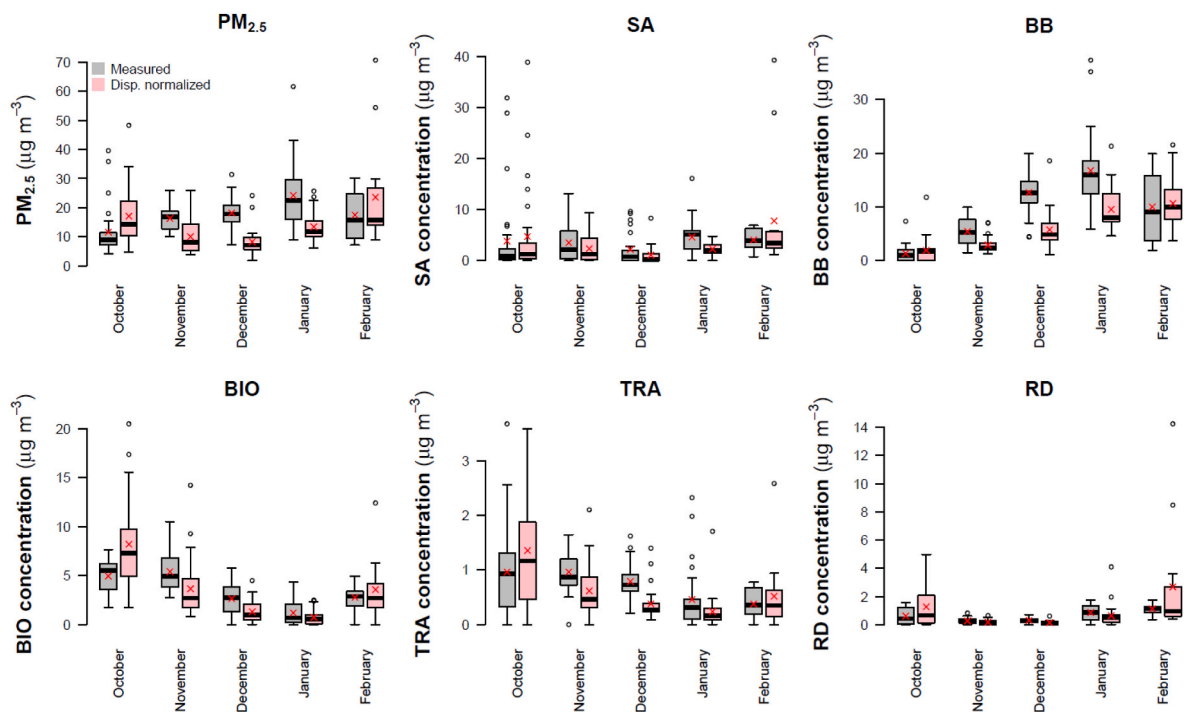 PM2.5
PM2.5 (μg m−3)
70
60
50
40
30
20
10
0
Measured
Disp. normalized
October
November
December
January
February
SA
SA concentration (μg m−3)
40
30
20
10
0
October
November
December
January
February
BB
BB concentration (μg m−3)
30
20
10
0
October
November
December
January
February
BIO
BIO concentration (μg m−3)
20
15
10
5
0
October
November
December
January
February
TRA
TRA concentration (μg m−3)
3
2
1
0
October
November
December
January
February
RD
RD concentration (μg m−3)
14
12
10
8
6
4
2
0
October
November
December
January
February